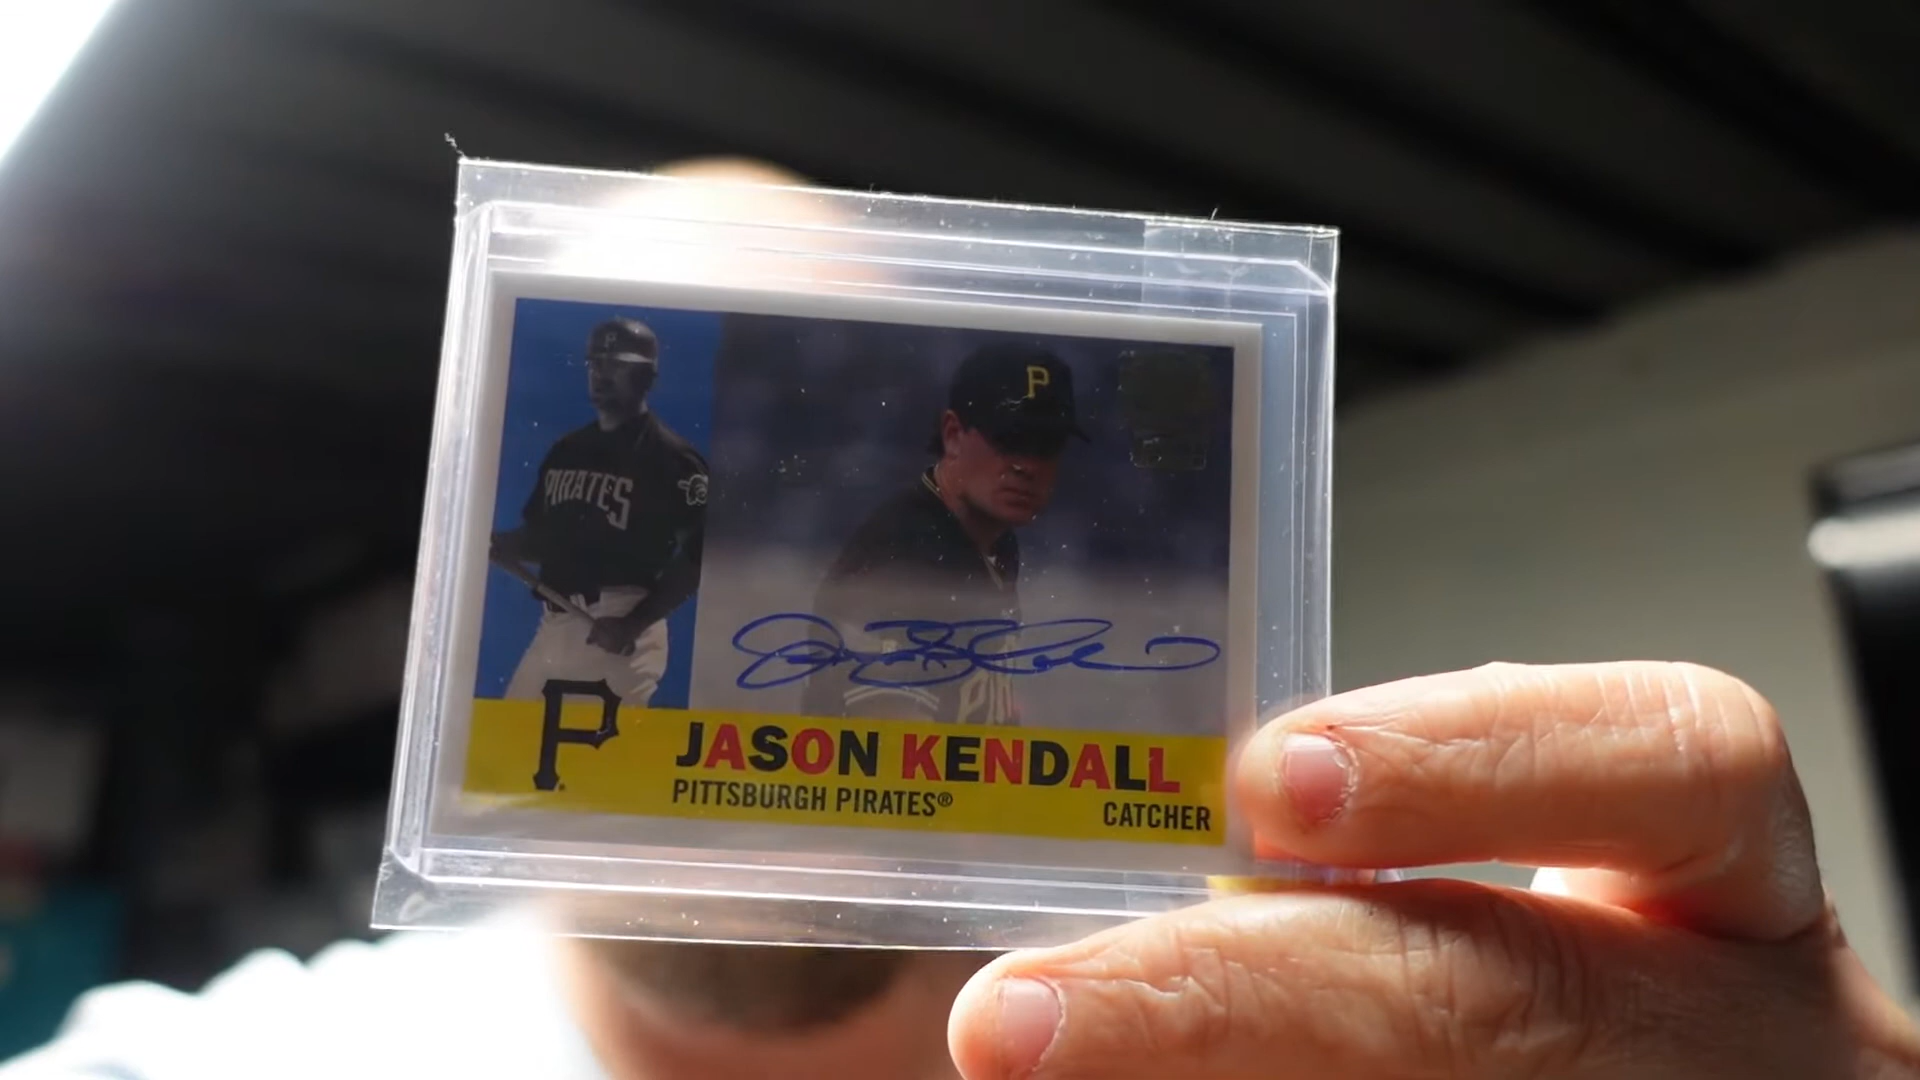 P
P
PIRATES
JASON KENDALL
PITTSBURGH PIRATES®
CATCHER
P